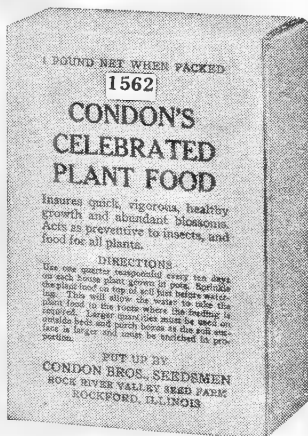 1 POUND NET WHEN PACKED
1562
CONDON'S
CELEBRATED
PLANT FOOD
Insures quick, vigorous, healthy
growth and abundant blossoms.
Acts as preventive to insects, and
food for all plants.
DIRECTIONS
Use one quarter teaspoonful every ten days
on each house plant grown in pots. Sprinkle
the plant food on top of soil just before water-
ing. This will allow the water to take the
plant food to the roots where the feeding is
required. Larger quantities must be used on
outside beds and porch boxes as the soil sur-
face is larger and must be enriched in pro-
portion.
PUT UP BY
CONDON BROS., SEEDSMEN
ROCK RIVER VALLEY SEED FARM
ROCKFORD, ILLINOIS